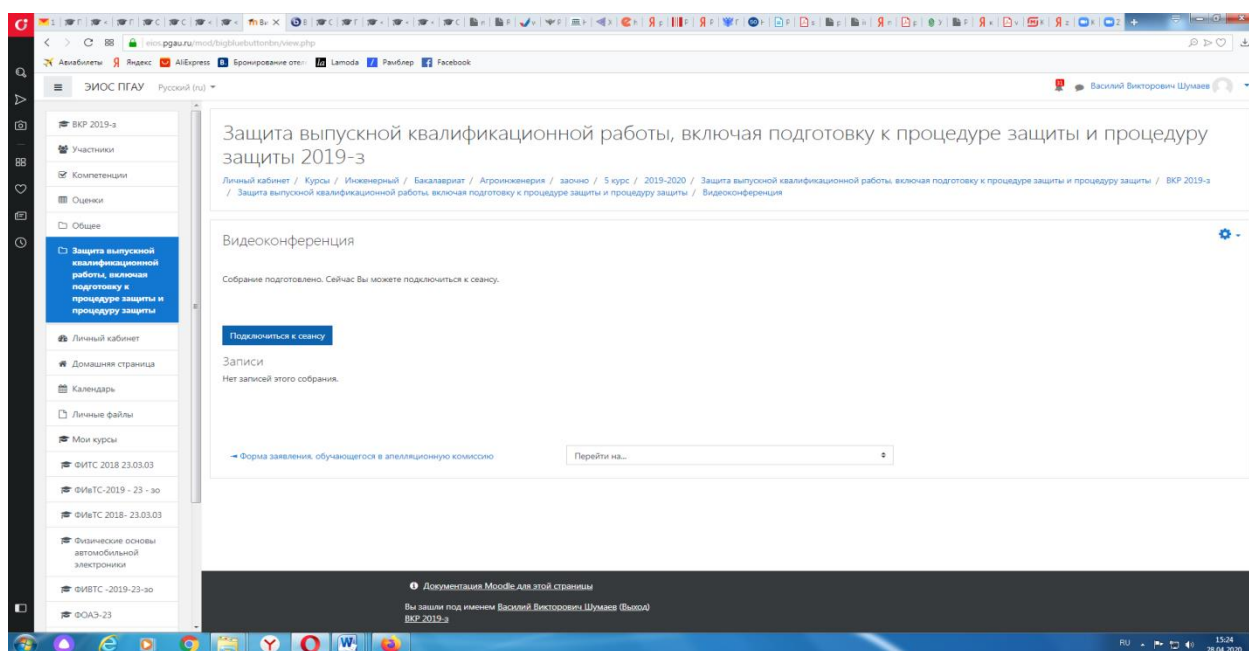 eios.pgau.ru/mod/bigbluebuttonbn/view.php
Авиабилеты Яндекс AliExpress Бронирование отел Lamoda Рамблер Facebook
ЭИОС ПГАУ Русский (ru) Василий Викторович Шумаев
ВКР 2019-з
Участники
Компетенции
Оценки
Общее
Защита выпускной
квалификационной
работы, включая
подготовку к
процедуре защиты и
процедуру защиты
Личный кабинет
Домашняя страница
Календарь
Личные файлы
Мои курсы
ФИТС 2018 23.03.03
ФИвТС-2019 - 23 - зо
ФИвТС 2018- 23.03.03
Физические основы
автомобильной
электроники
ФИВТС -2019-23-зо
ФОАЭ-23
Защита выпускной квалификационной работы, включая подготовку к процедуре защиты и процедуру
защиты 2019-з
Личный кабинет / Курсы / Инженерный / Бакалавриат / Агроинженерия / заочно / 5 курс / 2019-2020 / Защита выпускной квалификационной работы, включая подготовку к процедуре защиты и процедуру защиты / ВКР 2019-з
/ Защита выпускной квалификационной работы, включая подготовку к процедуре защиты и процедуру защиты / Видеоконференция
Видеоконференция
Собрание подготовлено. Сейчас Вы можете подключиться к сеансу.
Подключиться к сеансу
Записи
Нет записей этого собрания.
Форма заявления, обучающегося в апелляционную комиссию Перейти на...
Документация Moodle для этой страницы
Вы зашли под именем Василий Викторович Шумаев (Выход)
ВКР 2019-з
RU 15:24
28.04.2020